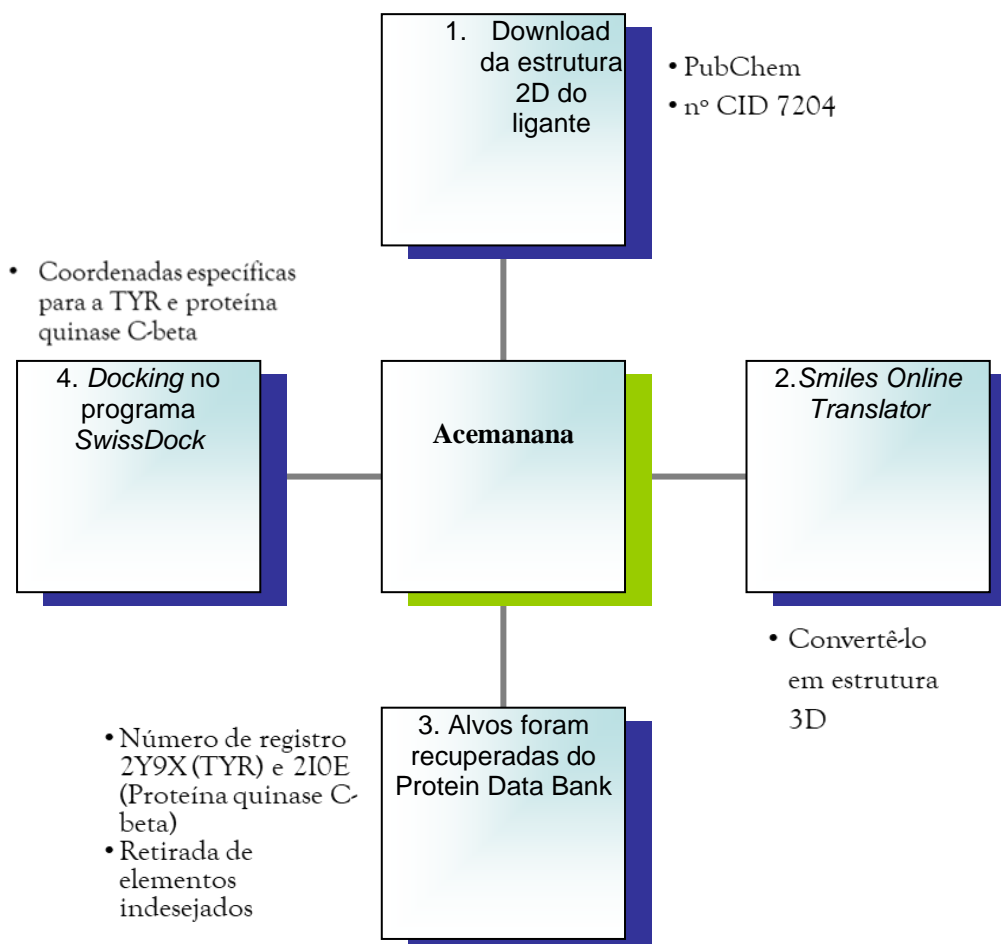 1. Download
da estrutura
2D do
ligante
• PubChem
• nº CID 7204
• Coordenadas específicas
para a TYR e proteína
quinase C-beta
4. Docking no
programa
SwissDock
Acemanana
2.Smiles Online
Translator
• Convertê-lo
em estrutura
3D
3. Alvos foram
recuperadas do
Protein Data Bank
• Número de registro
2Y9X (TYR) e 2I0E
(Proteína quinase C-
beta)
• Retirada de
elementos
indesejados